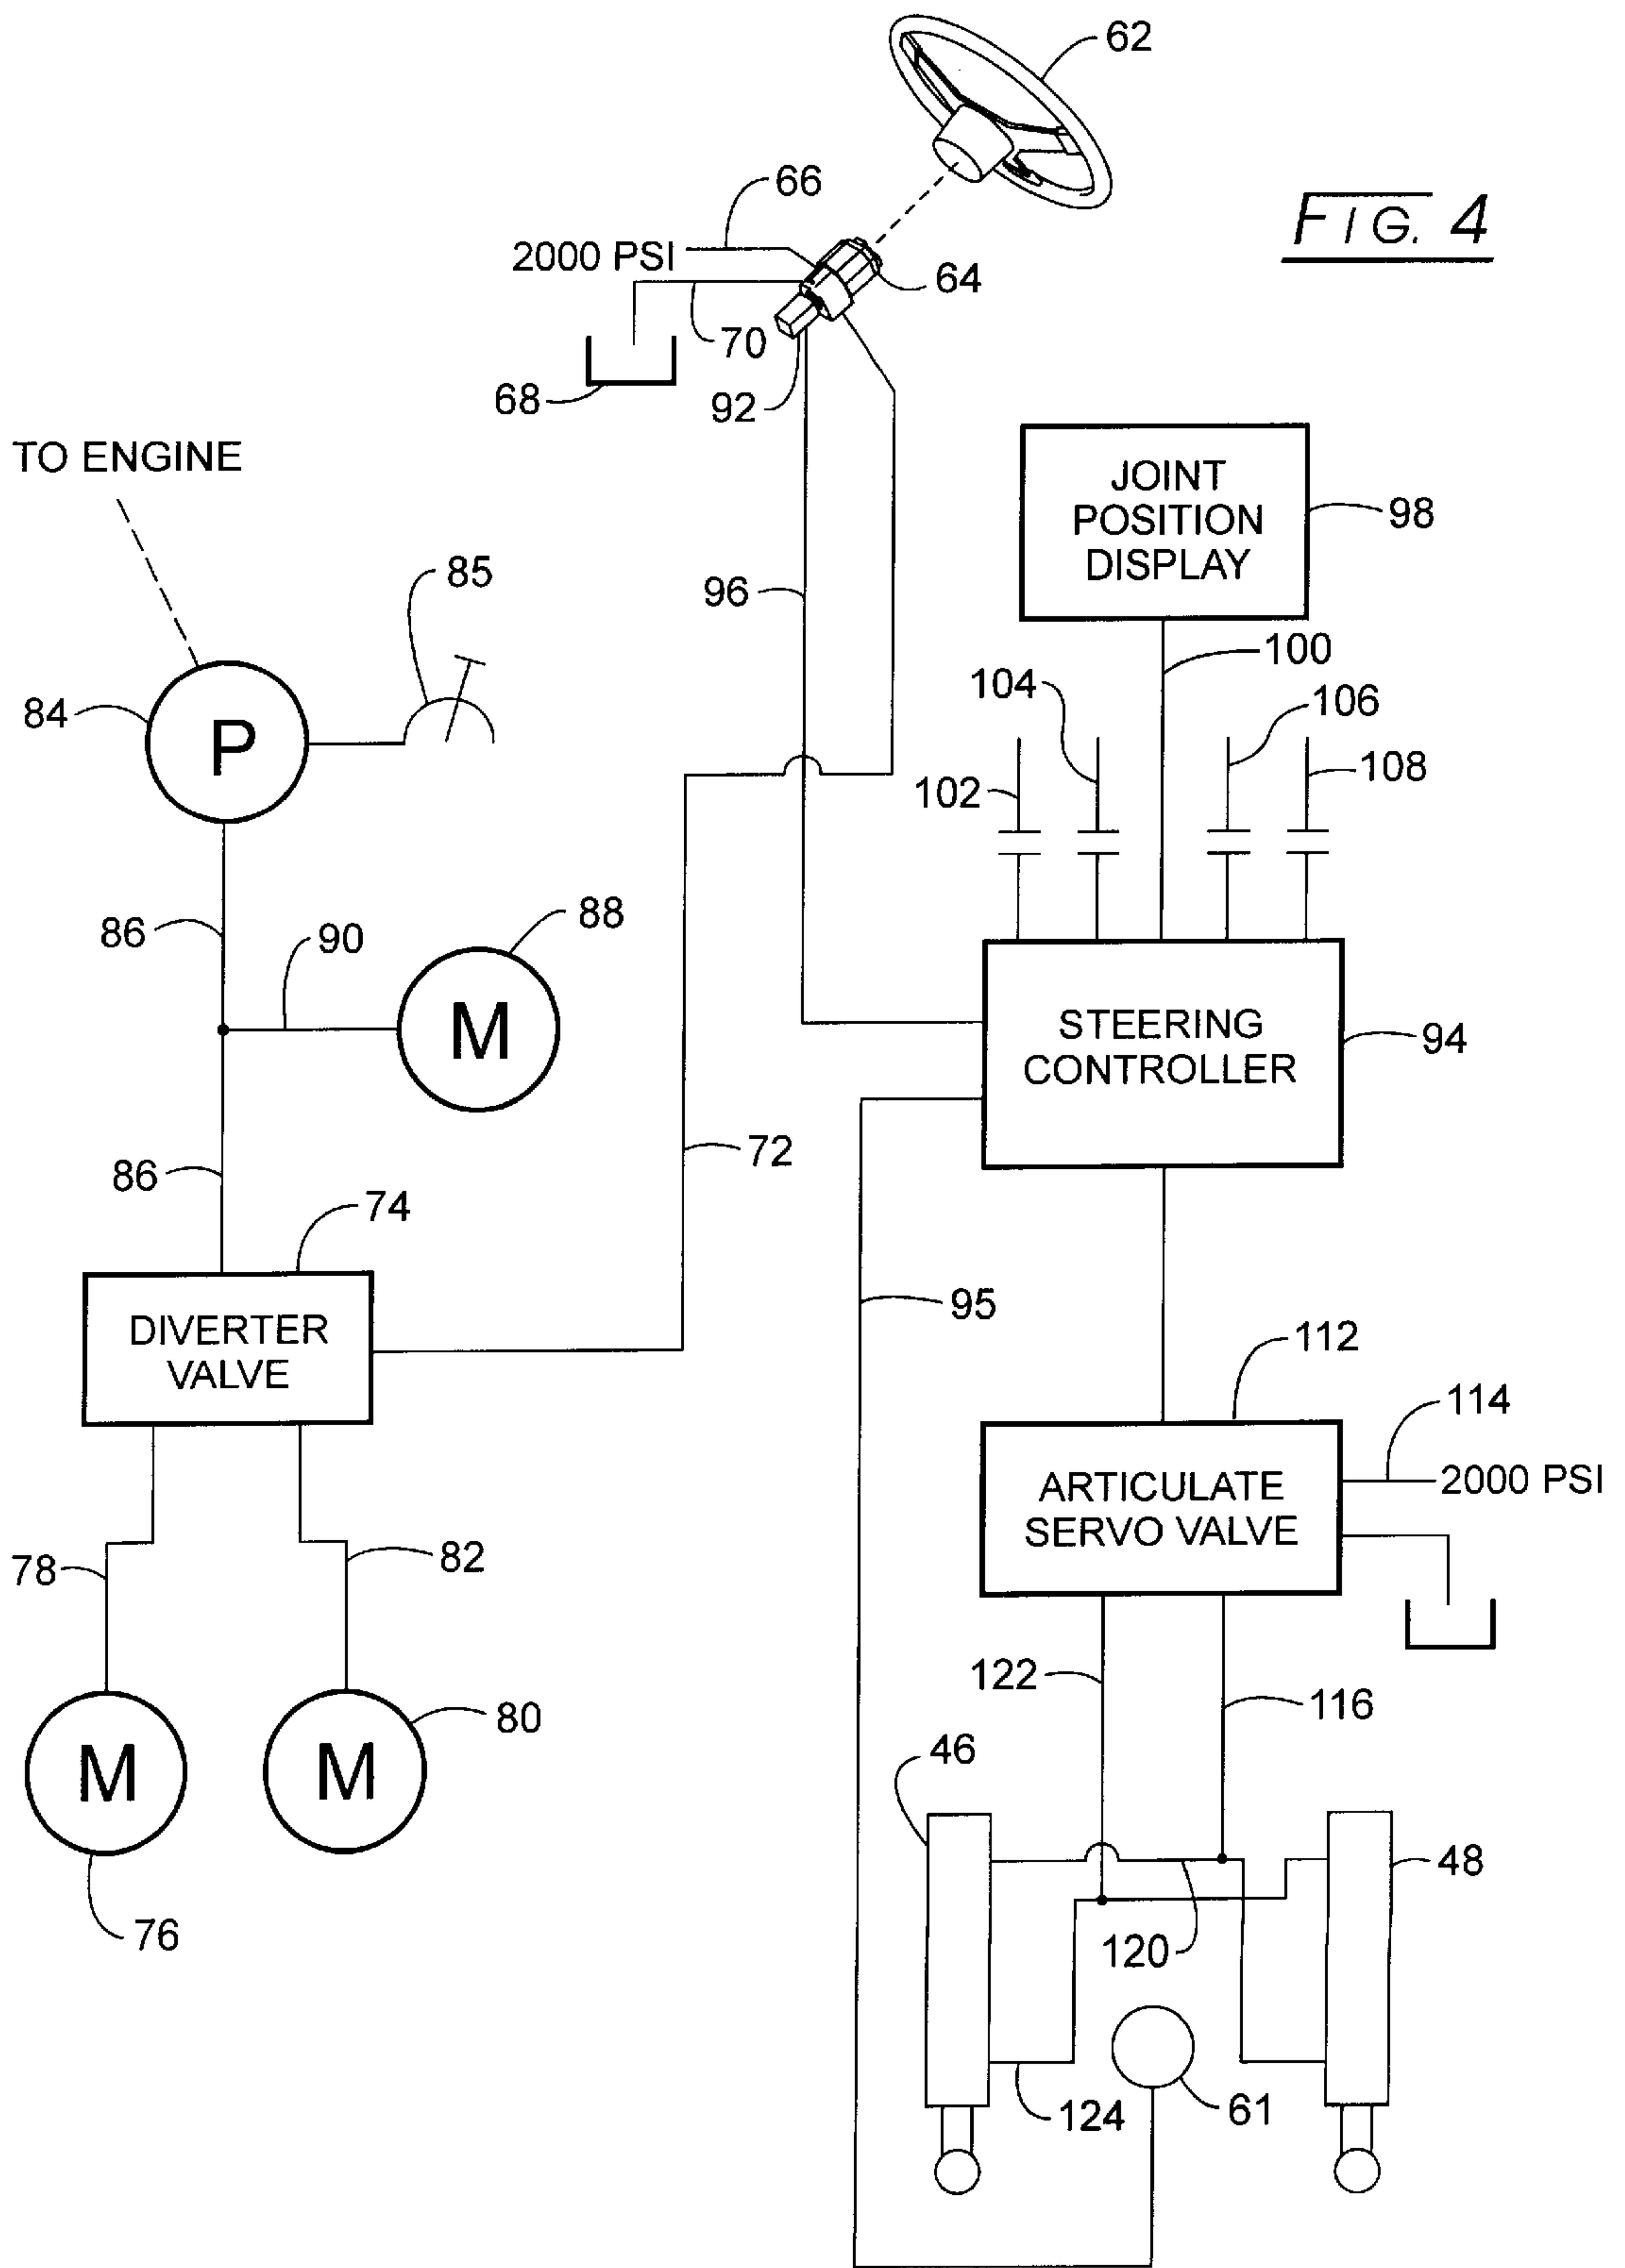 62
66
FIG. 4
2000 PSI
64
70
68
92
TO ENGINE
JOINT
POSITION
DISPLAY
98
85
96
100
104
106
84
P
102
108
88
86
90
M
STEERING
CONTROLLER
94
72
86
74
95
DIVERTER
VALVE
112
114
ARTICULATE
SERVO VALVE
2000 PSI
78
82
122
116
80
46
M
M
48
76
120
124
61